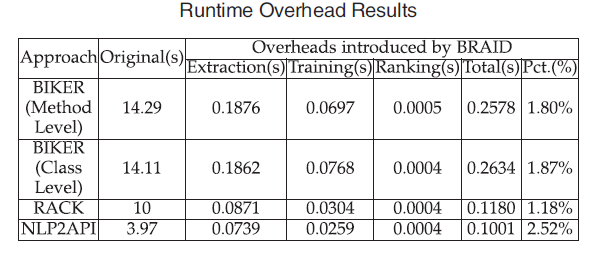 Runtime Overhead Results
Approach Original(s) Overheads introduced by BRAID
Extraction(s) Training(s) Ranking(s) Total(s) Pct.(%)
BIKER
(Method 14.29 0.1876 0.0697 0.0005 0.2578 1.80%
Level)
BIKER
(Class 14.11 0.1862 0.0768 0.0004 0.2634 1.87%
Level)
RACK 10 0.0871 0.0304 0.0004 0.1180 1.18%
NLP2API 3.97 0.0739 0.0259 0.0004 0.1001 2.52%